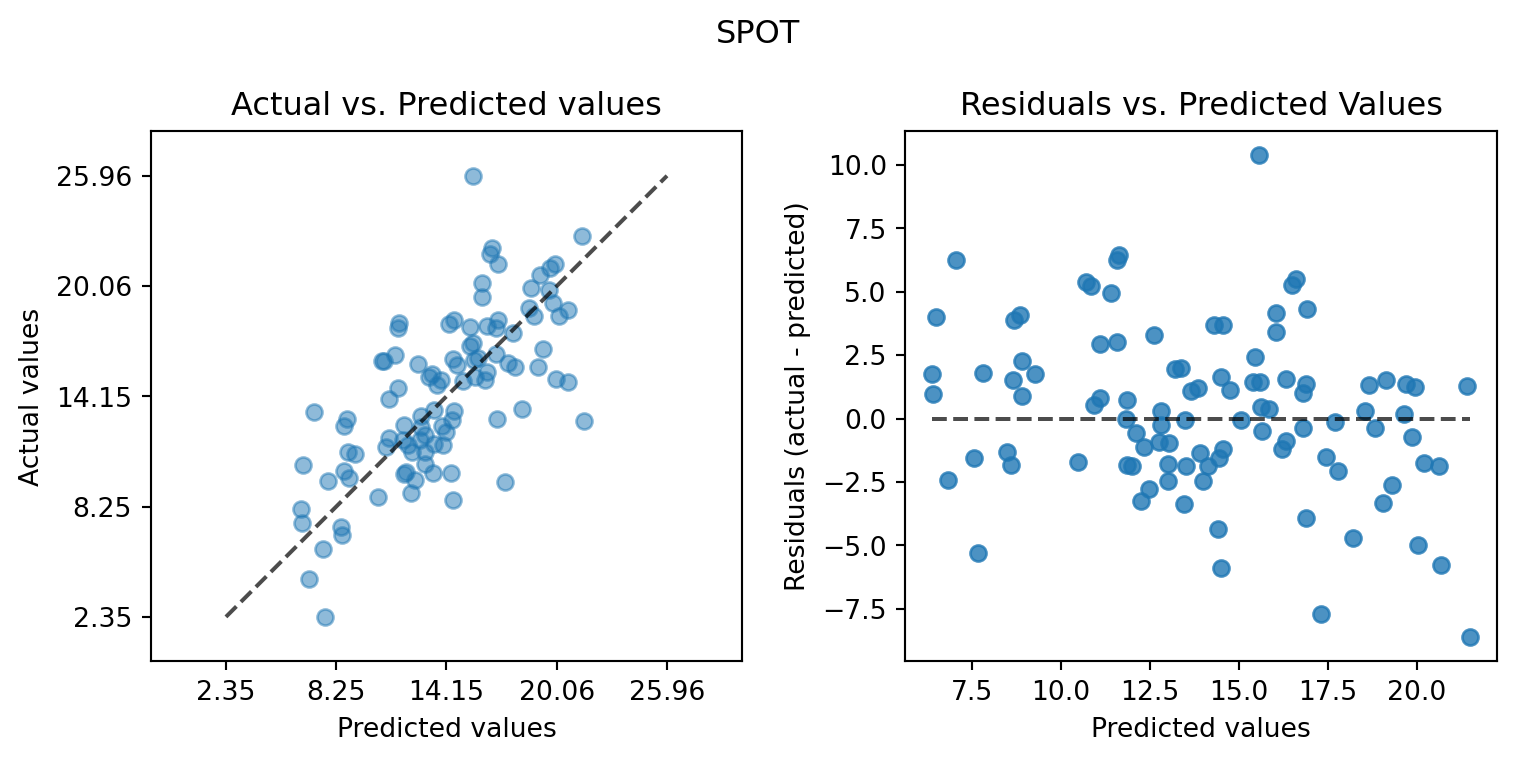 SPOT
Actual vs. Predicted values
25.96
20.06
14.15
8.25
2.35
Actual values
2.35 8.25 14.15 20.06 25.96
Predicted values
Residuals vs. Predicted Values
10.0
7.5
5.0
2.5
0.0
−2.5
−5.0
−7.5
Residuals (actual - predicted)
7.5 10.0 12.5 15.0 17.5 20.0
Predicted values